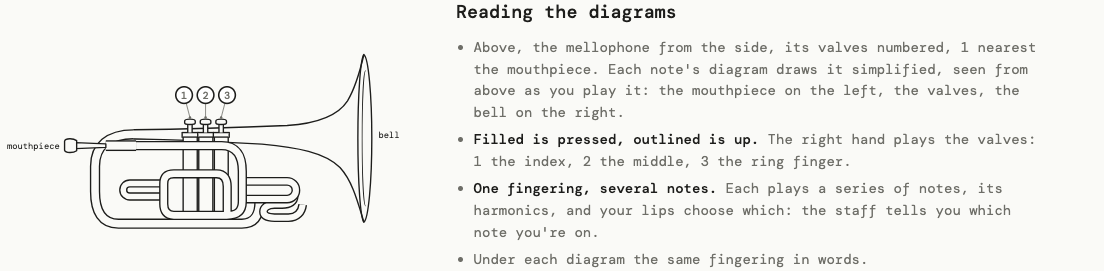 Reading the diagrams
1 2 3
mouthpiece
bell
• Above, the mellophone from the side, its valves numbered, 1 nearest
the mouthpiece. Each note's diagram draws it simplified, seen from
above as you play it: the mouthpiece on the left, the valves, the
bell on the right.
• Filled is pressed, outlined is up. The right hand plays the valves:
1 the index, 2 the middle, 3 the ring finger.
• One fingering, several notes. Each plays a series of notes, its
harmonics, and your lips choose which: the staff tells you which
note you're on.
• Under each diagram the same fingering in words.